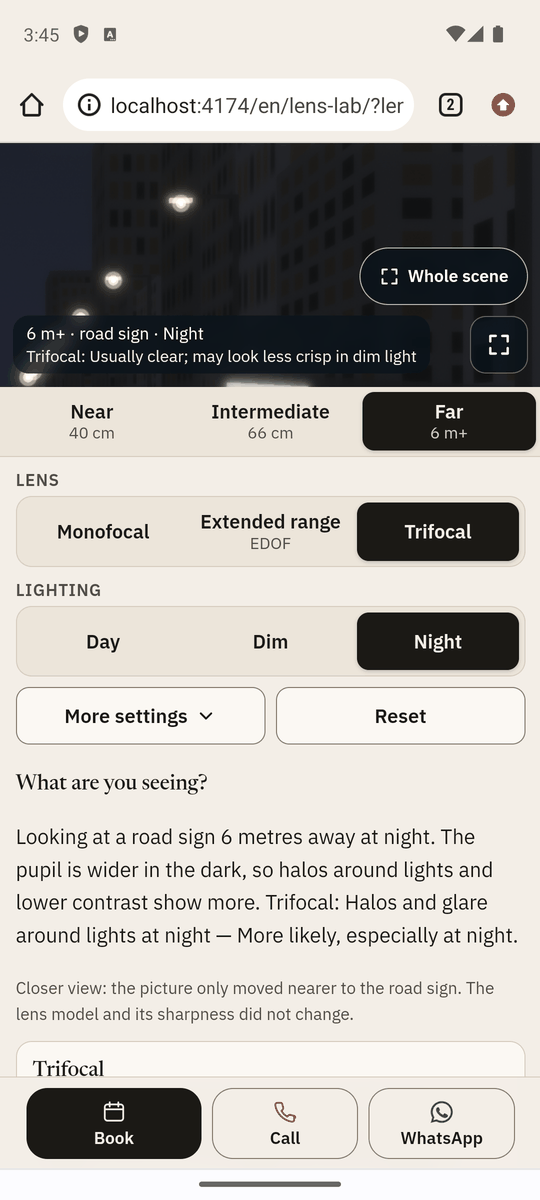 3:45
localhost:4174/en/lens-lab/?ler
2
Whole scene
6 m+ · road sign · Night
Trifocal: Usually clear; may look less crisp in dim light
Near
40 cm
Intermediate
66 cm
Far
6 m+
LENS
Monofocal
Extended range
EDOF
Trifocal
LIGHTING
Day
Dim
Night
More settings
Reset
What are you seeing?
Looking at a road sign 6 metres away at night. The
pupil is wider in the dark, so halos around lights and
lower contrast show more. Trifocal: Halos and glare
around lights at night — More likely, especially at night.
Closer view: the picture only moved nearer to the road sign. The
lens model and its sharpness did not change.
Trifocal
Book
Call
WhatsApp